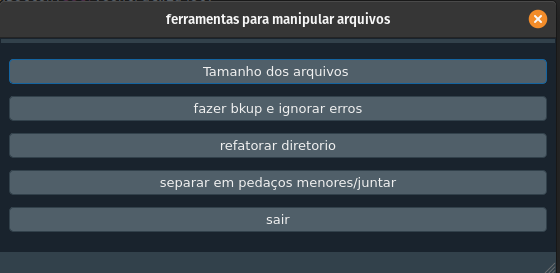 ferramentas para manipular arquivos
Tamanho dos arquivos
fazer bkup e ignorar erros
refatorar diretorio
separar em pedaços menores/juntar
sair